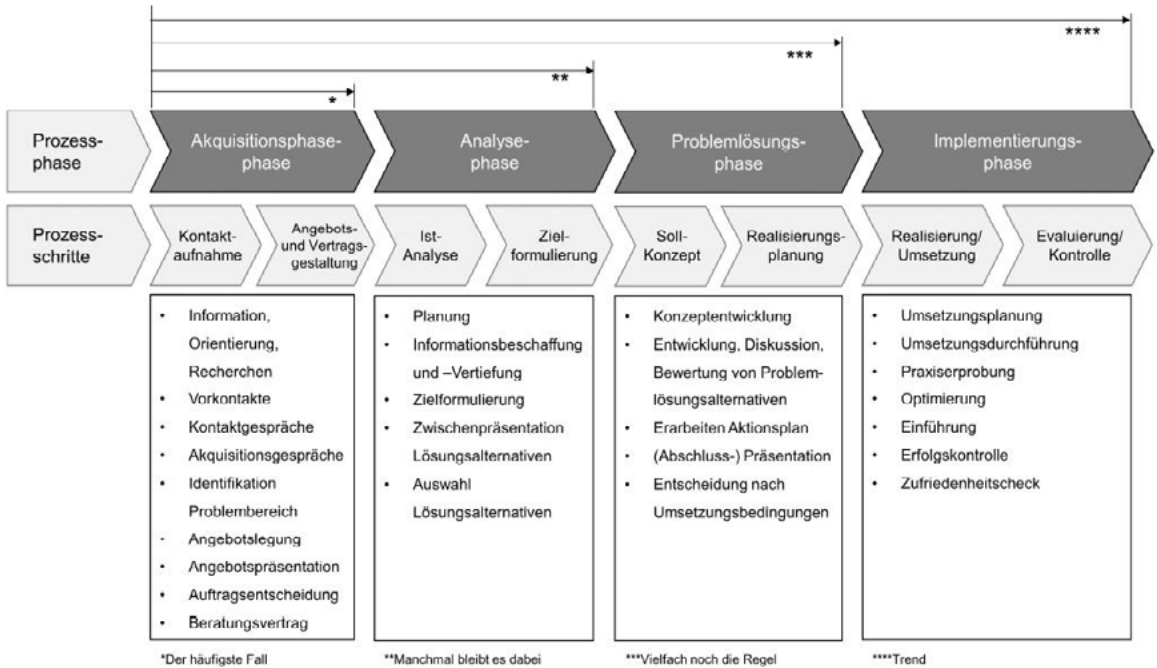 ****
***
**
*
Prozess-
phase
Akquisitionsphase-
phase
Analyse-
phase
Problemlösungs-
phase
Implementierungs-
phase
Prozess-
schritte
Kontakt-
aufnahme
Angebots-
und Vertrags-
gestaltung
Ist-
Analyse
Ziel-
formulierung
Soll-
Konzept
Realisierungs-
planung
Realisierung/
Umsetzung
Evaluierung/
Kontrolle
• Information,
Orientierung,
Recherchen
• Vorkontakte
• Kontaktgespräche
• Akquisitionsgespräche
• Identifikation
Problembereich
• Angebotslegung
• Angebotspräsentation
• Auftragsentscheidung
• Beratungsvertrag
• Planung
• Informationsbeschaffung
und –Vertiefung
• Zielformulierung
• Zwischenpräsentation
Lösungsalternativen
• Auswahl
Lösungsalternativen
• Konzeptentwicklung
• Entwicklung, Diskussion,
Bewertung von Problem-
lösungsalternativen
• Erarbeiten Aktionsplan
• (Abschluss-) Präsentation
• Entscheidung nach
Umsetzungsbedingungen
• Umsetzungsplanung
• Umsetzungsdurchführung
• Praxiserprobung
• Optimierung
• Einführung
• Erfolgskontrolle
• Zufriedenheitscheck
*Der häufigste Fall
**Manchmal bleibt es dabei
***Vielfach noch die Regel
****Trend